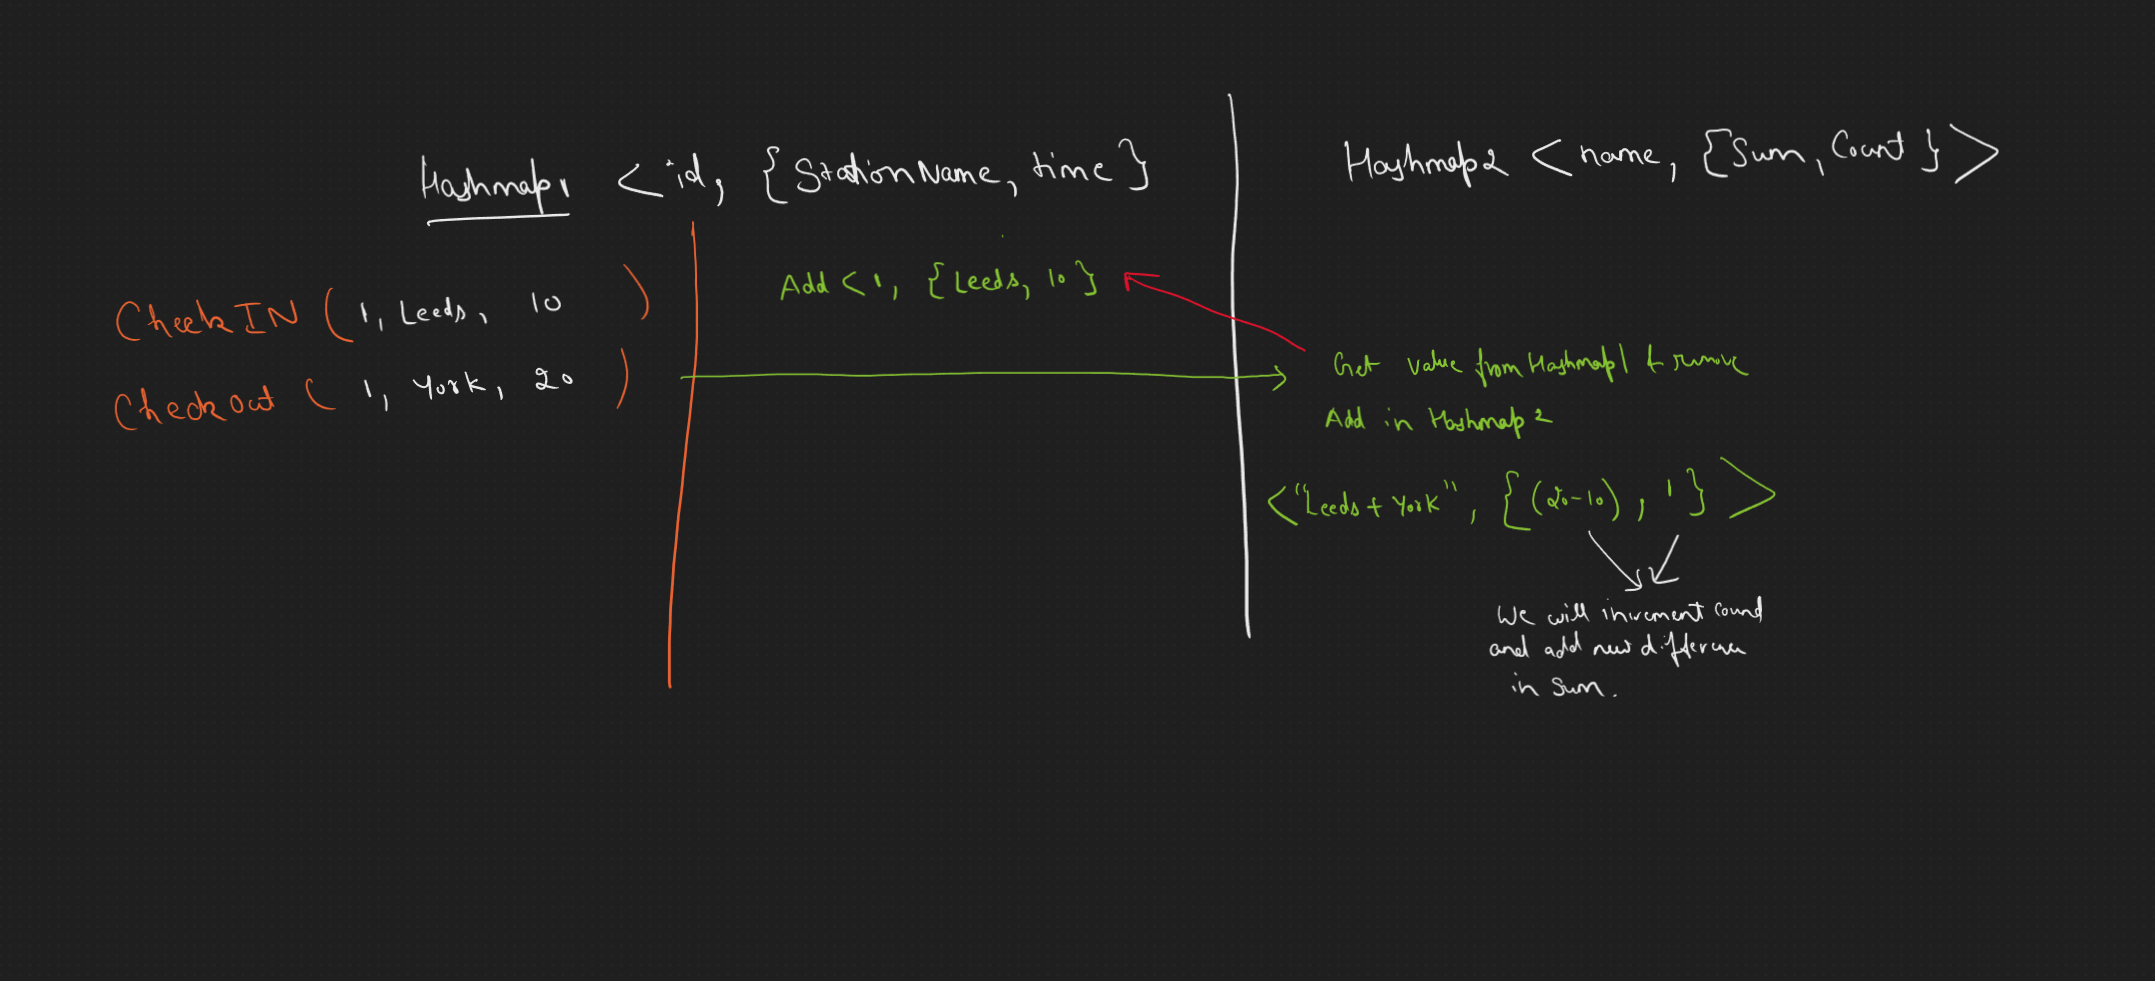 Hashmap1 <id, {StationName, time}
Hashmap2 <name, {Sum, Count}>
CheckIN (1, Leeds, 10)
Add <1, {Leeds, 10}
Checkout (1, York, 20)
Get value from Hashmap1 & remove
Add in Hashmap2
<"Leeds+York", {(20-10), 1}>
We will increment count
and add new difference
in Sum.